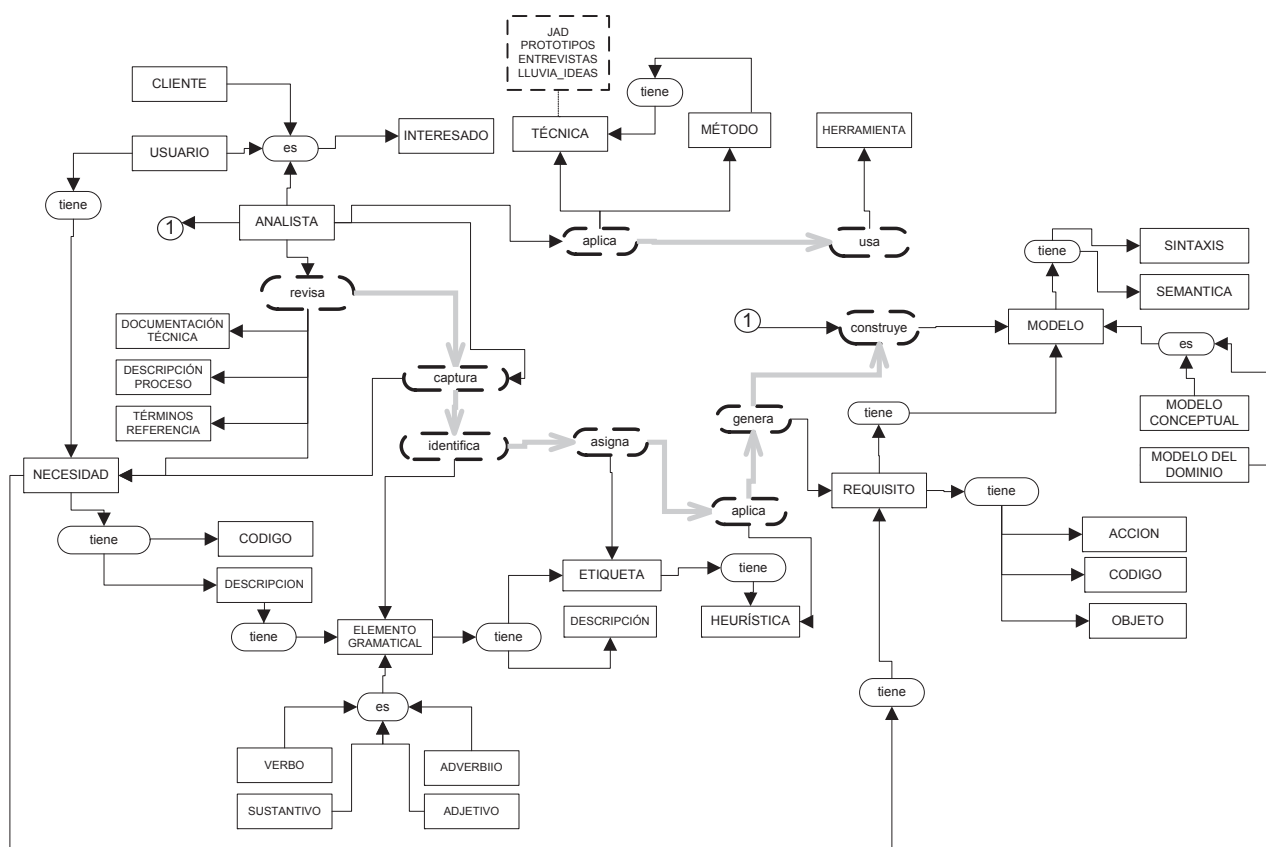 JAD
PROTOTIPOS
ENTREVISTAS
LLUVIA_IDEAS
CLIENTE
tiene
USUARIO
es
INTERESADO
TÉCNICA
MÉTODO
HERRAMIENTA
tiene
1
ANALISTA
aplica
usa
tiene
SINTAXIS
revisa
SEMANTICA
DOCUMENTACIÓN
TÉCNICA
1
construye
MODELO
es
DESCRIPCIÓN
PROCESO
captura
MODELO
CONCEPTUAL
TÉRMINOS
REFERENCIA
identifica
asigna
genera
tiene
MODELO DEL
DOMINIO
NECESIDAD
REQUISITO
tiene
aplica
tiene
CODIGO
ACCION
DESCRIPCION
ETIQUETA
tiene
CODIGO
tiene
ELEMENTO
GRAMATICAL
tiene
DESCRIPCIÓN
HEURÍSTICA
OBJETO
es
tiene
VERBO
ADVERBIIO
SUSTANTIVO
ADJETIVO